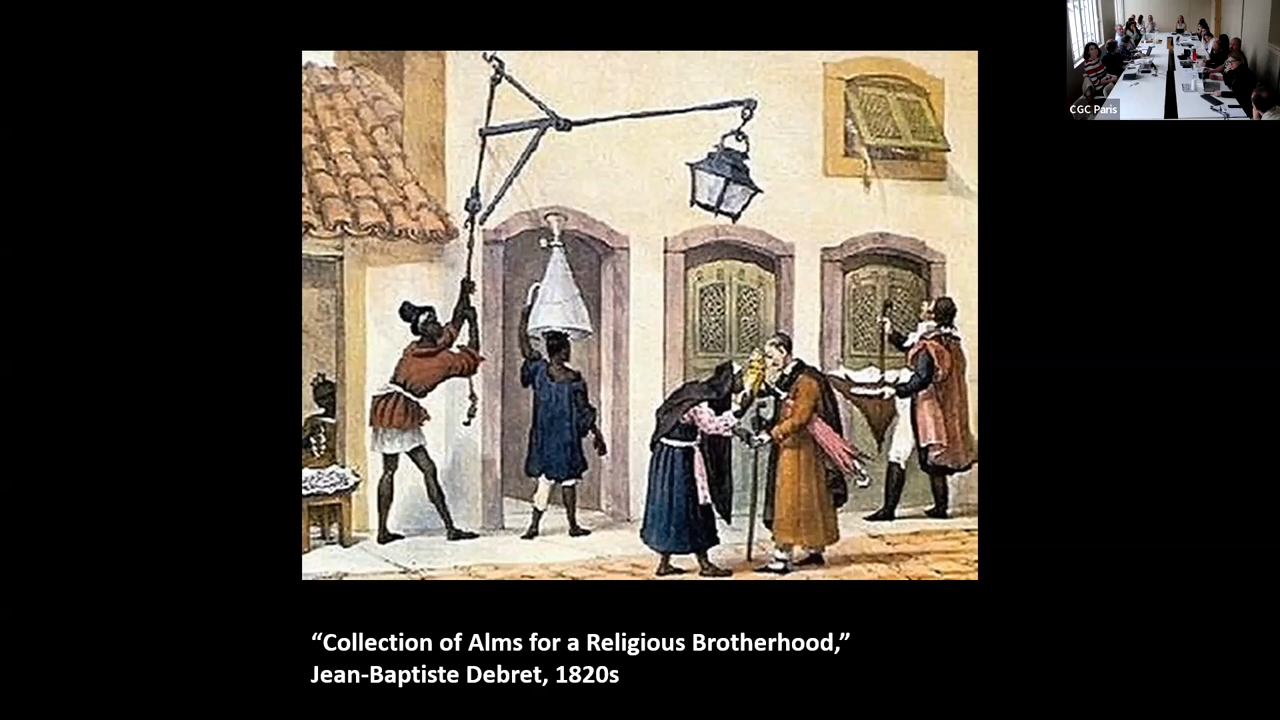 CGC Paris
“Collection of Alms for a Religious Brotherhood,”
Jean-Baptiste Debret, 1820s